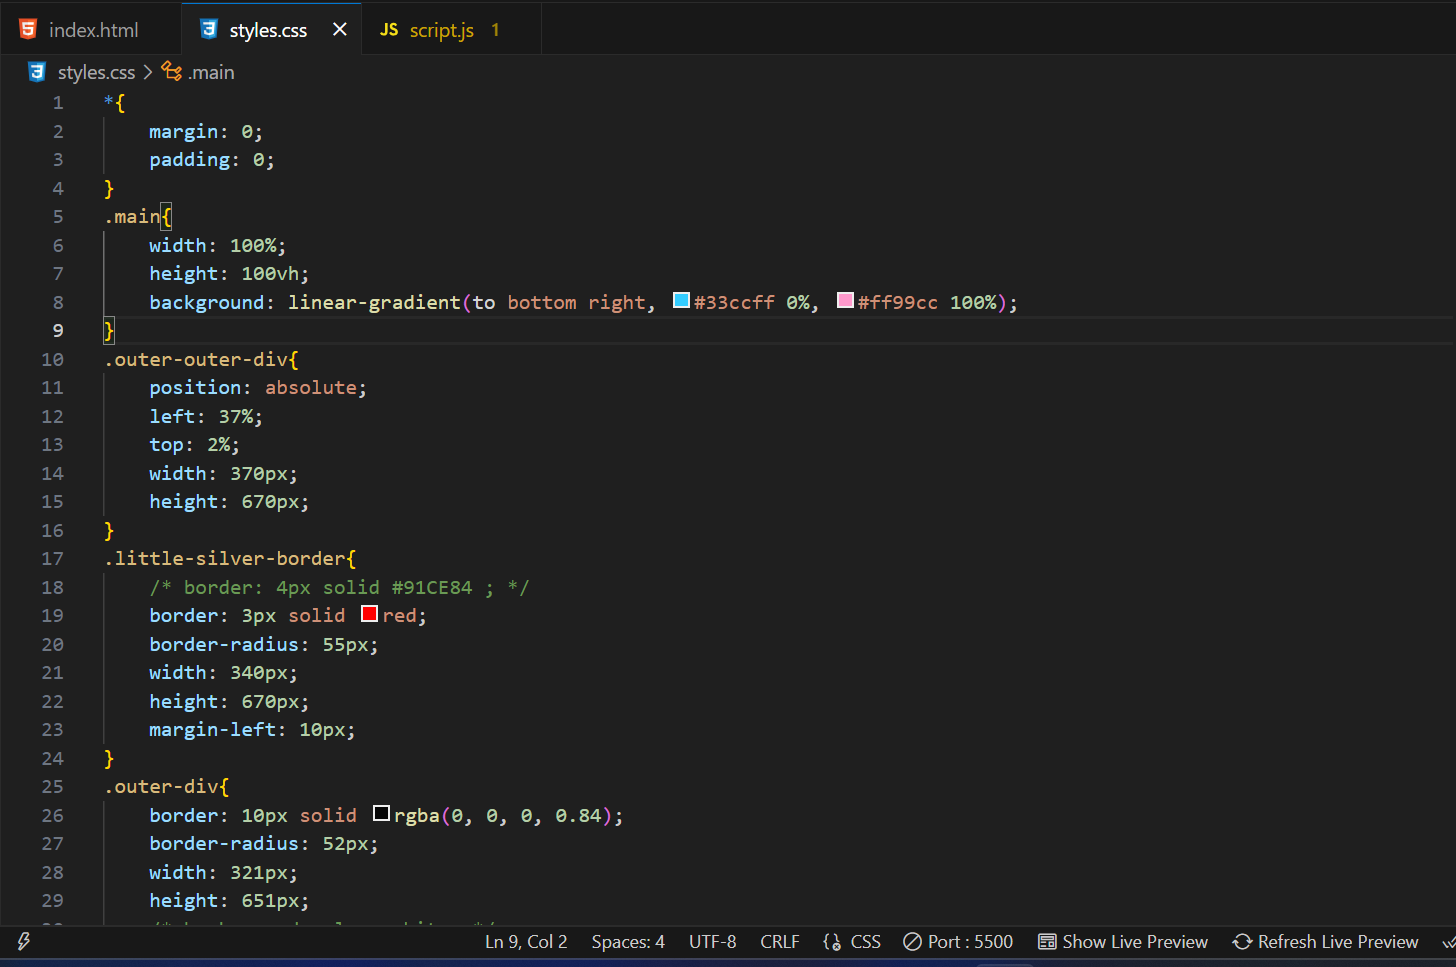 index.html styles.css JS script.js 1
styles.css .main
1 *{
2 margin: 0;
3 padding: 0;
4 }
5 .main{
6 width: 100%;
7 height: 100vh;
8 background: linear-gradient(to bottom right, #33ccff 0%, #ff99cc 100%);
9 }
10 .outer-outer-div{
11 position: absolute;
12 left: 37%;
13 top: 2%;
14 width: 370px;
15 height: 670px;
16 }
17 .little-silver-border{
18 /* border: 4px solid #91CE84 ; */
19 border: 3px solid red;
20 border-radius: 55px;
21 width: 340px;
22 height: 670px;
23 margin-left: 10px;
24 }
25 .outer-div{
26 border: 10px solid rgba(0, 0, 0, 0.84);
27 border-radius: 52px;
28 width: 321px;
29 height: 651px;
Ln 9, Col 2 Spaces: 4 UTF-8 CRLF CSS Port : 5500 Show Live Preview Refresh Live Preview